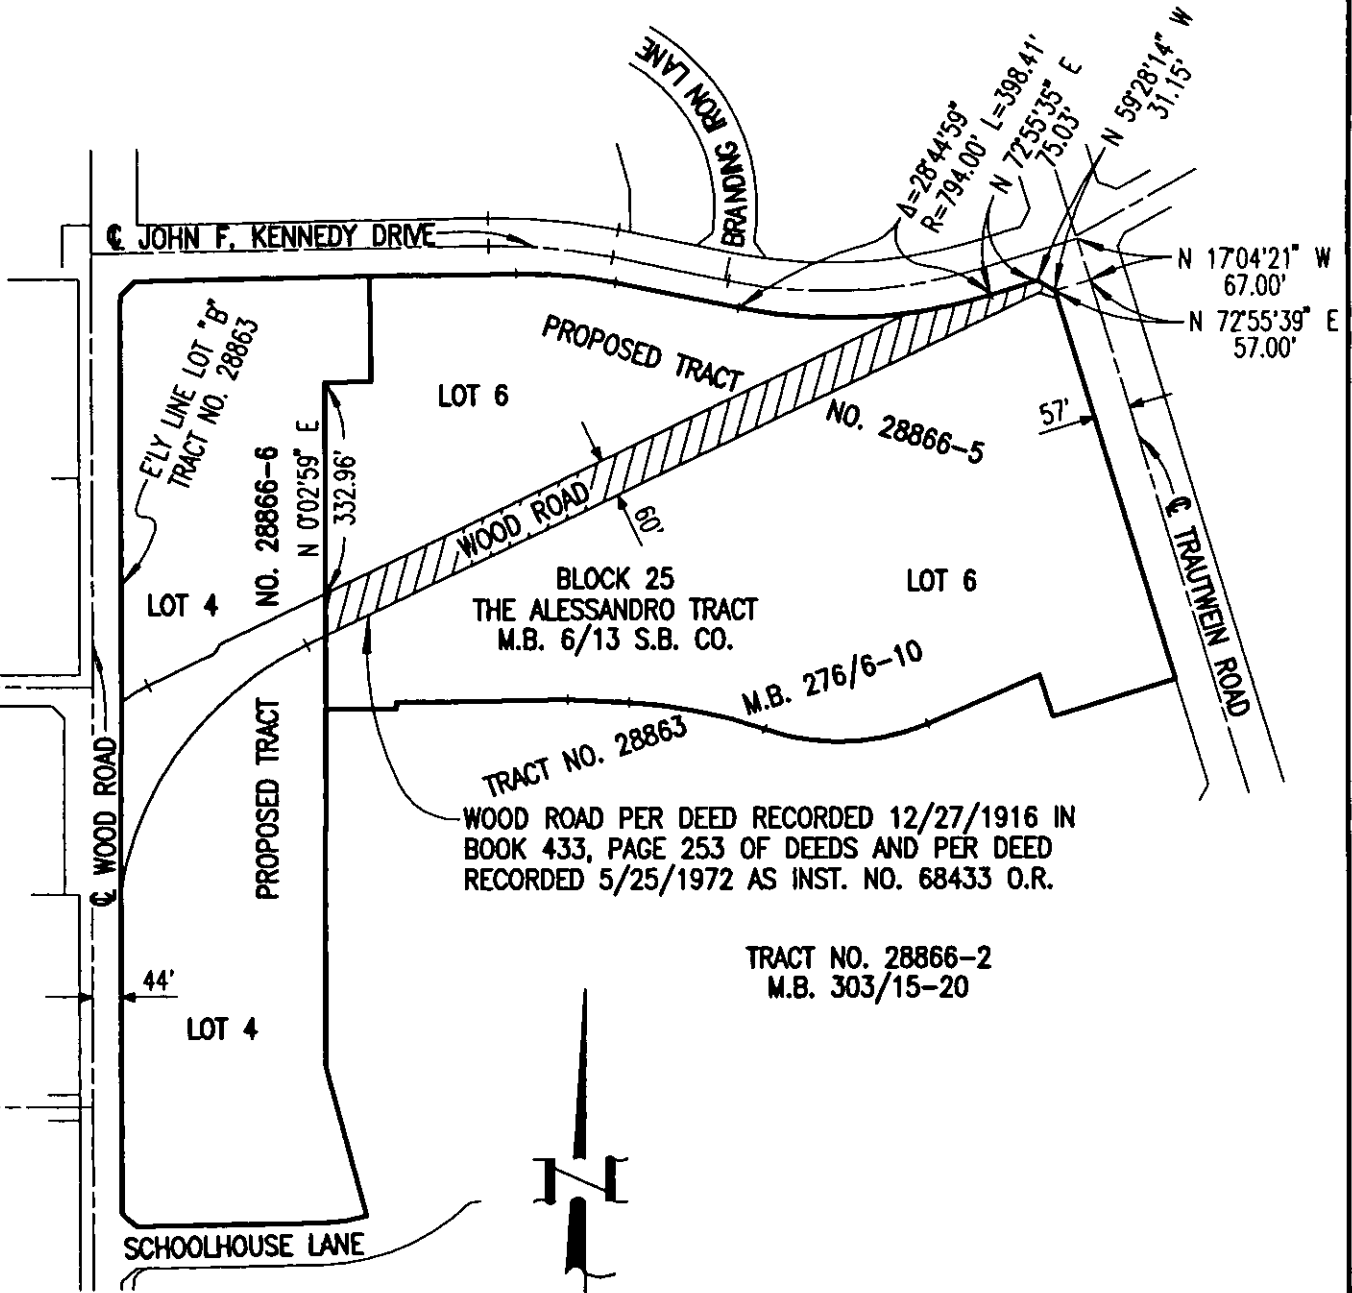 BRANDING IRON LANE
Δ=28°44'59"
R=794.00' L=398.41'
N 72°55'35" E
75.03'
N 59°28'14" W
31.15'
℄ JOHN F. KENNEDY DRIVE
N 17°04'21" W
67.00'
N 72°55'39" E
57.00'
E'LY LINE LOT "B"
TRACT NO. 28863
PROPOSED TRACT
NO. 28866-5
LOT 6
57'
NO. 28866-6
N 0°02'59" E
332.96'
WOOD ROAD
60'
℄ TRAUTWEIN ROAD
LOT 4
BLOCK 25
THE ALESSANDRO TRACT
M.B. 6/13 S.B. CO.
LOT 6
M.B. 276/6-10
TRACT NO. 28863
℄ WOOD ROAD
PROPOSED TRACT
WOOD ROAD PER DEED RECORDED 12/27/1916 IN
BOOK 433, PAGE 253 OF DEEDS AND PER DEED
RECORDED 5/25/1972 AS INST. NO. 68433 O.R.
TRACT NO. 28866-2
M.B. 303/15-20
44'
LOT 4
N
SCHOOLHOUSE LANE